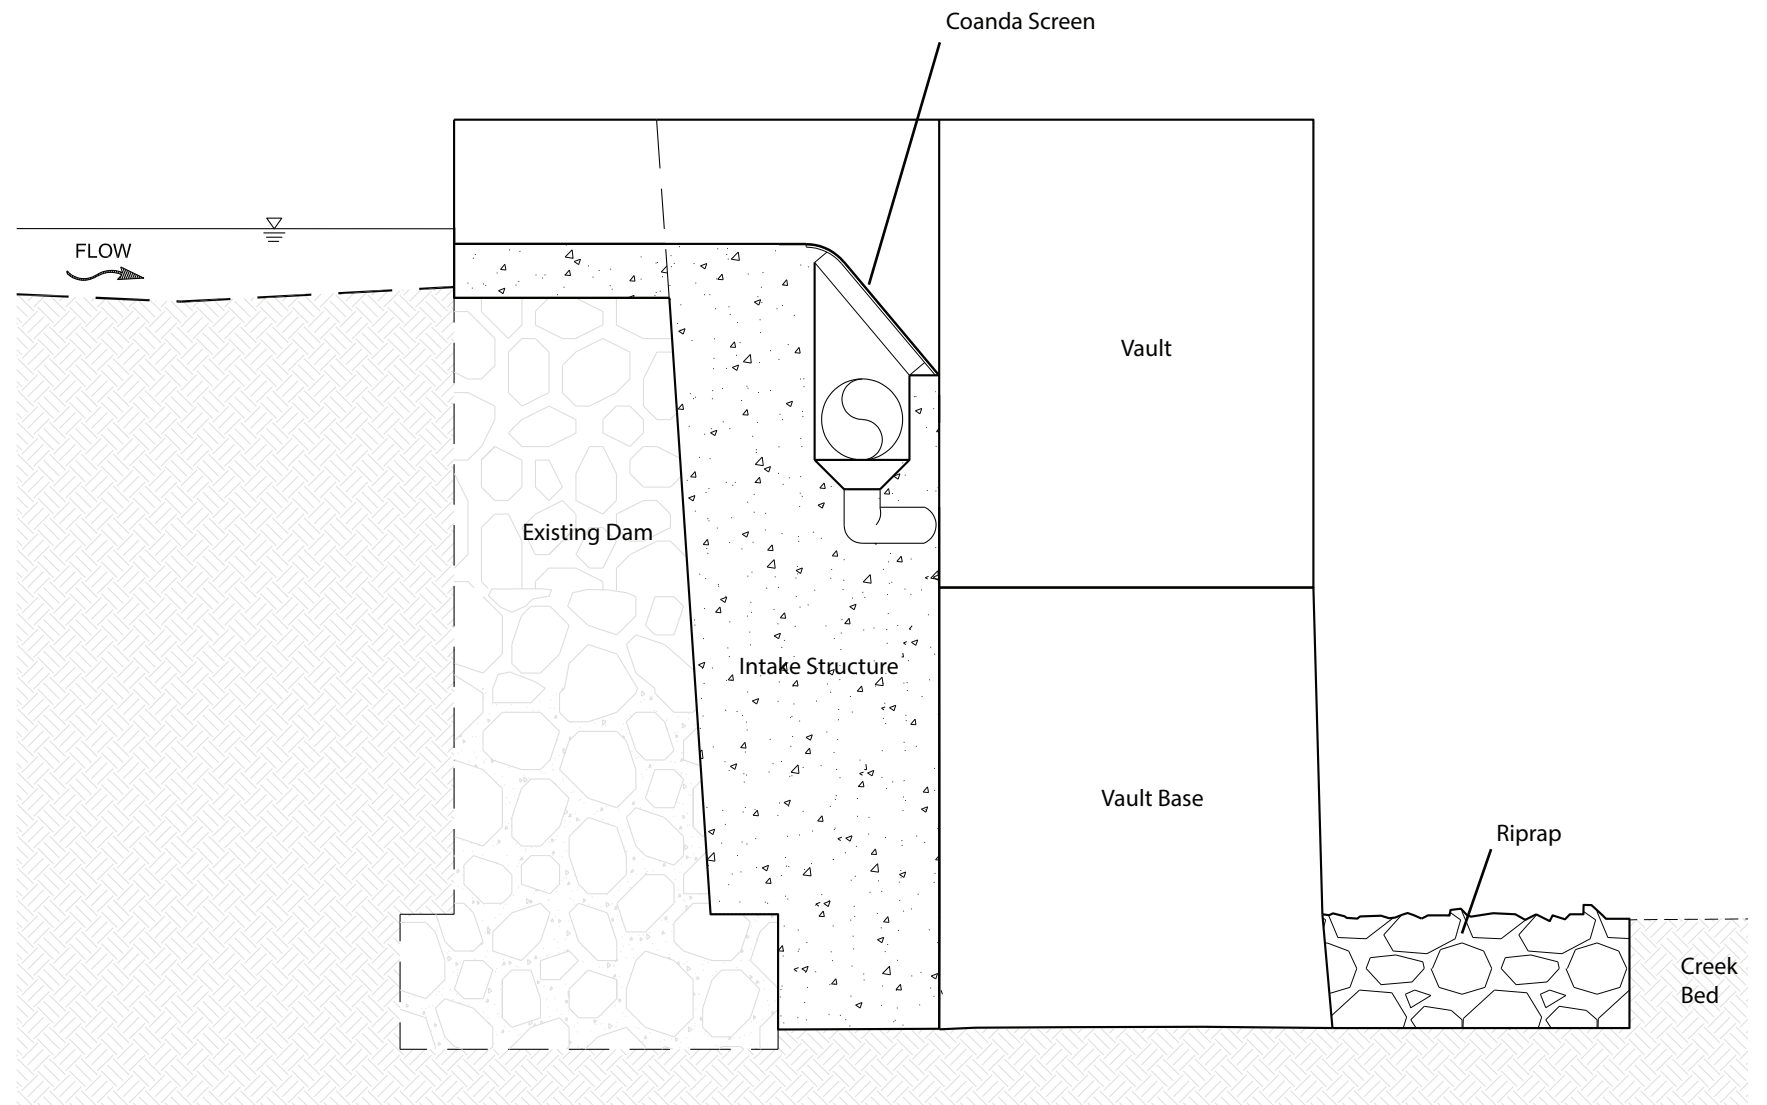 Coanda Screen
FLOW
Vault
Existing Dam
Intake Structure
Vault Base
Riprap
Creek
Bed